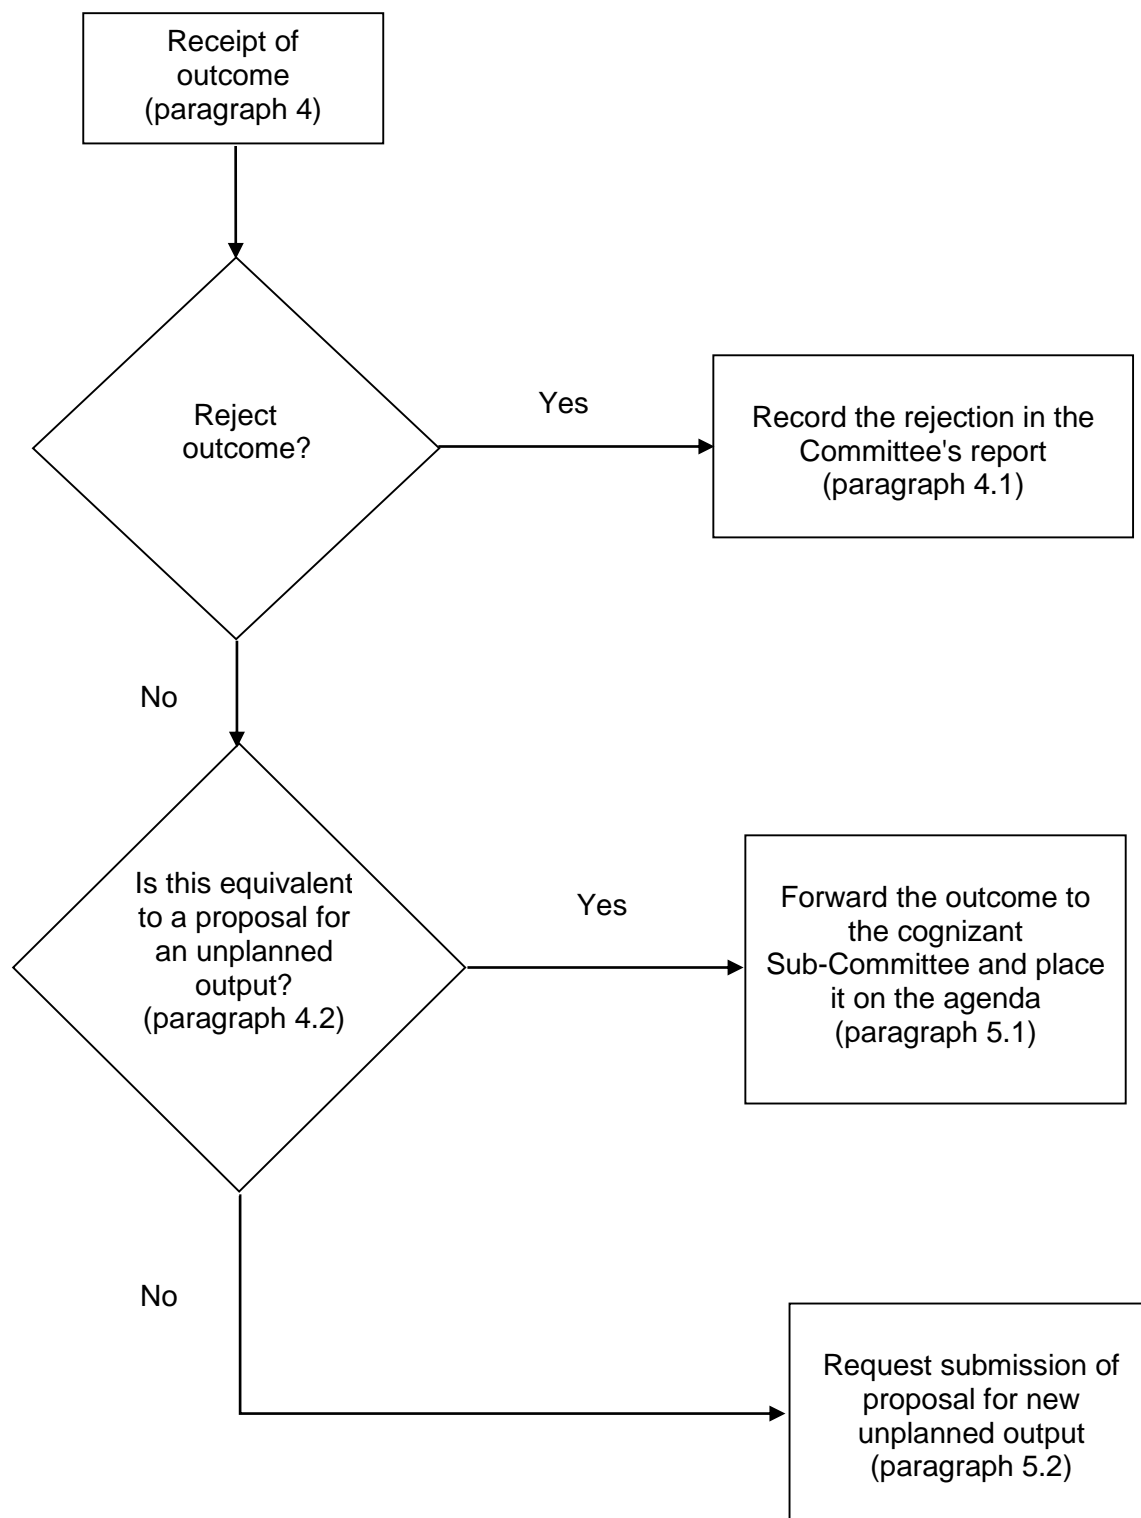 Receipt of
outcome
(paragraph 4)
Reject
outcome?
Yes
Record the rejection in the
Committee's report
(paragraph 4.1)
No
Is this equivalent
to a proposal for
an unplanned
output?
(paragraph 4.2)
Yes
Forward the outcome to
the cognizant
Sub-Committee and place
it on the agenda
(paragraph 5.1)
No
Request submission of
proposal for new
unplanned output
(paragraph 5.2)